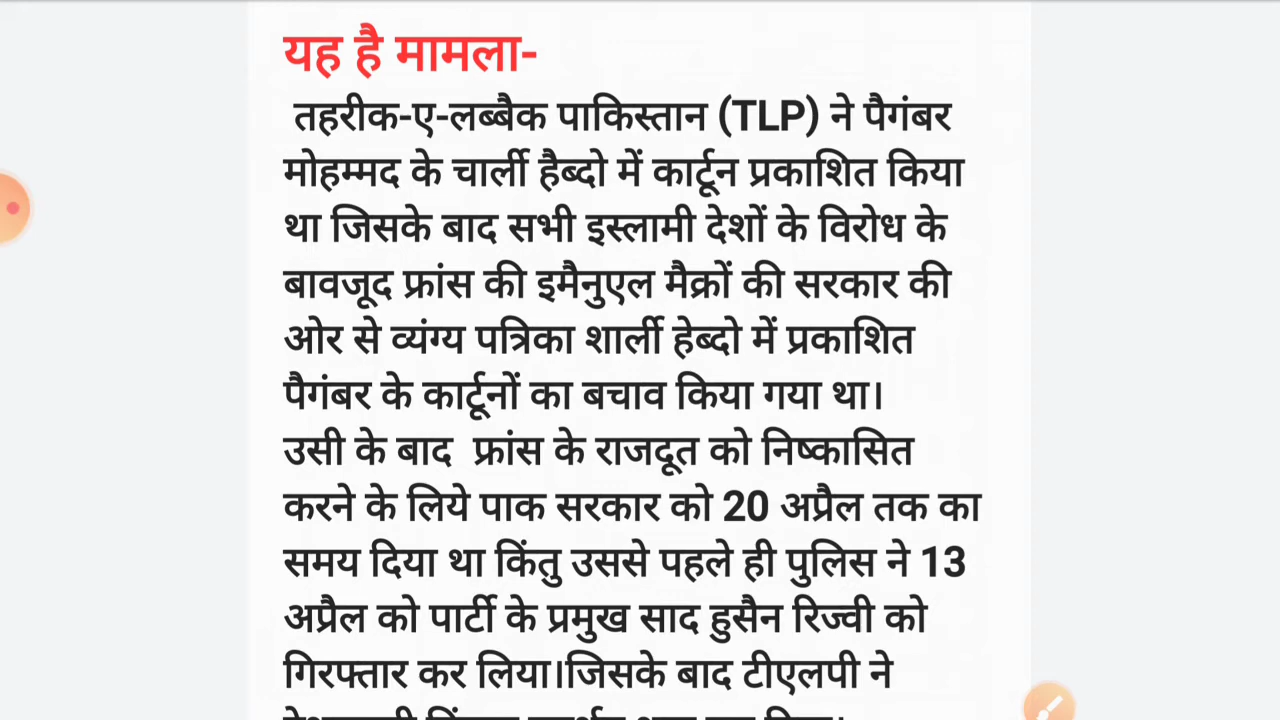 यह है मामला-
तहरीक-ए-लब्बैक पाकिस्तान (TLP) ने पैगंबर
मोहम्मद के चार्ली हैब्दो में कार्टून प्रकाशित किया
था जिसके बाद सभी इस्लामी देशों के विरोध के
बावजूद फ्रांस की इमैनुएल मैक्रों की सरकार की
ओर से व्यंग्य पत्रिका शार्ली हेब्दो में प्रकाशित
पैगंबर के कार्टूनों का बचाव किया गया था।
उसी के बाद फ्रांस के राजदूत को निष्कासित
करने के लिये पाक सरकार को 20 अप्रैल तक का
समय दिया था किंतु उससे पहले ही पुलिस ने 13
अप्रैल को पार्टी के प्रमुख साद हुसैन रिज्वी को
गिरफ्तार कर लिया।जिसके बाद टीएलपी ने